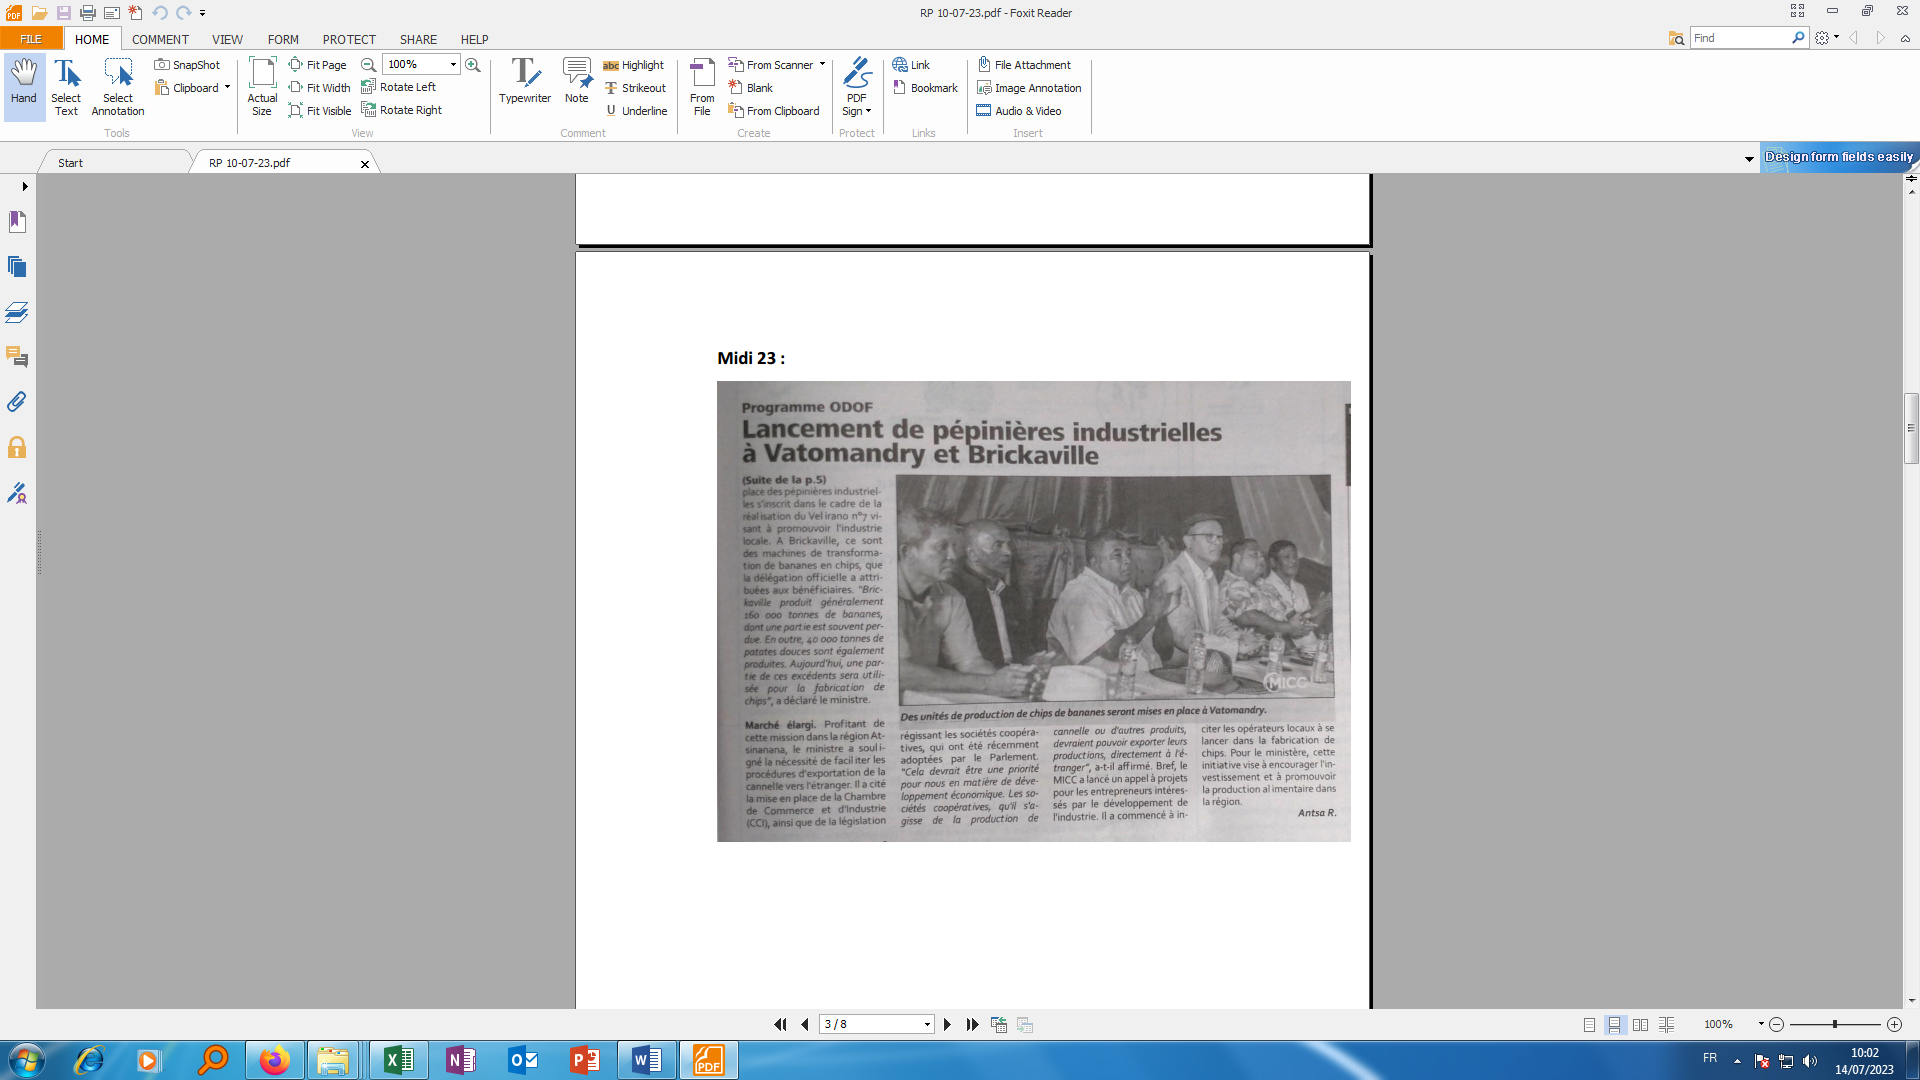 RP 10-07-23.pdf - Foxit Reader
FILE
HOME
COMMENT
VIEW
FORM
PROTECT
SHARE
HELP
Find
Hand
Select
Text
Select
Annotation
SnapShot
Clipboard
Tools
Actual
Size
Fit Page
Fit Width
Fit Visible
100%
Rotate Left
Rotate Right
View
Typewriter
Note
Highlight
Strikeout
Underline
Comment
From
File
From Scanner
Blank
From Clipboard
Create
PDF
Sign
Protect
Link
Bookmark
Links
File Attachment
Image Annotation
Audio & Video
Insert
Start
RP 10-07-23.pdf
Design form fields easily
Midi 23 :
Programme ODOF
Lancement de pépinières industrielles
à Vatomandry et Brickaville
(Suite de la p.5)
place des pépinières industriel-
les s'inscrit dans le cadre de la
réalisation du Velirano n°7 vi-
sant à promouvoir l'industrie
locale. A Brickaville, ce sont
des machines de transforma-
tion de bananes en chips, que
la délégation officielle a attri-
buées aux bénéficiaires. "Bric-
kaville produit généralement
160 000 tonnes de bananes,
dont une partie est souvent per-
due. En outre, 40 000 tonnes de
patates douces sont également
produites. Aujourd'hui, une par-
tie de ces excédents sera utili-
sée pour la fabrication de
chips", a déclaré le ministre.
Marché élargi. Profitant de
cette mission dans la région At-
sinanana, le ministre a souli-
gné la nécessité de faciliter les
procédures d'exportation de la
cannelle vers l'étranger. Il a cité
la mise en place de la Chambre
de Commerce et d'Industrie
(CCI), ainsi que de la législation
MICC
Des unités de production de chips de bananes seront mises en place à Vatomandry.
régissant les sociétés coopéra-
tives, qui ont été récemment
adoptées par le Parlement.
"Cela devrait être une priorité
pour nous en matière de déve-
loppement économique. Les so-
ciétés coopératives, qu'il s'a-
gisse de la production de
cannelle ou d'autres produits,
devraient pouvoir exporter leurs
productions, directement à l'é-
tranger", a-t-il affirmé. Bref, le
MICC a lancé un appel à projets
pour les entrepreneurs intéres-
sés par le développement de
l'industrie. Il a commencé à in-
citer les opérateurs locaux à se
lancer dans la fabrication de
chips. Pour le ministère, cette
initiative vise à encourager l'in-
vestissement et à promouvoir
la production alimentaire dans
la région.
Antsa R.
3 / 8
100%
FR
10:02
14/07/2023